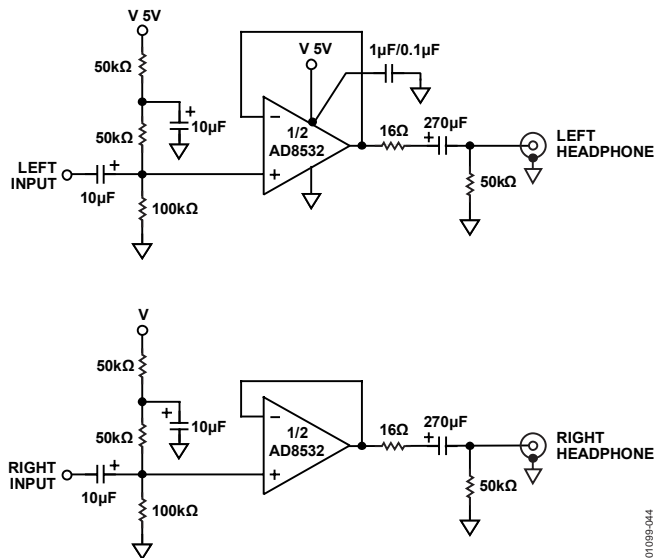 V 5V
50kΩ
V 5V
1µF/0.1µF
+
10µF
50kΩ
–
1/2
AD8532
+
16Ω
270µF
+
LEFT
HEADPHONE
LEFT
INPUT
+
10µF
100kΩ
50kΩ
V
50kΩ
+
10µF
50kΩ
–
1/2
AD8532
+
16Ω
270µF
+
RIGHT
HEADPHONE
RIGHT
INPUT
+
10µF
100kΩ
50kΩ
01099-044